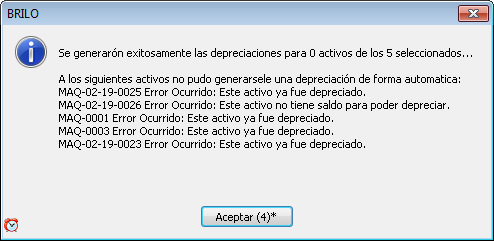 BRILO
Se generarón exitosamente las depreciaciones para 0 activos de los 5 seleccionados...
A los siguientes activos no pudo generarsele una depreciación de forma automatica:
MAQ-02-19-0025 Error Ocurrido: Este activo ya fue depreciado.
MAQ-02-19-0026 Error Ocurrido: Este activo no tiene saldo para poder depreciar.
MAQ-0001 Error Ocurrido: Este activo ya fue depreciado.
MAQ-0003 Error Ocurrido: Este activo ya fue depreciado.
MAQ-02-19-0023 Error Ocurrido: Este activo ya fue depreciado.
Aceptar (4)*